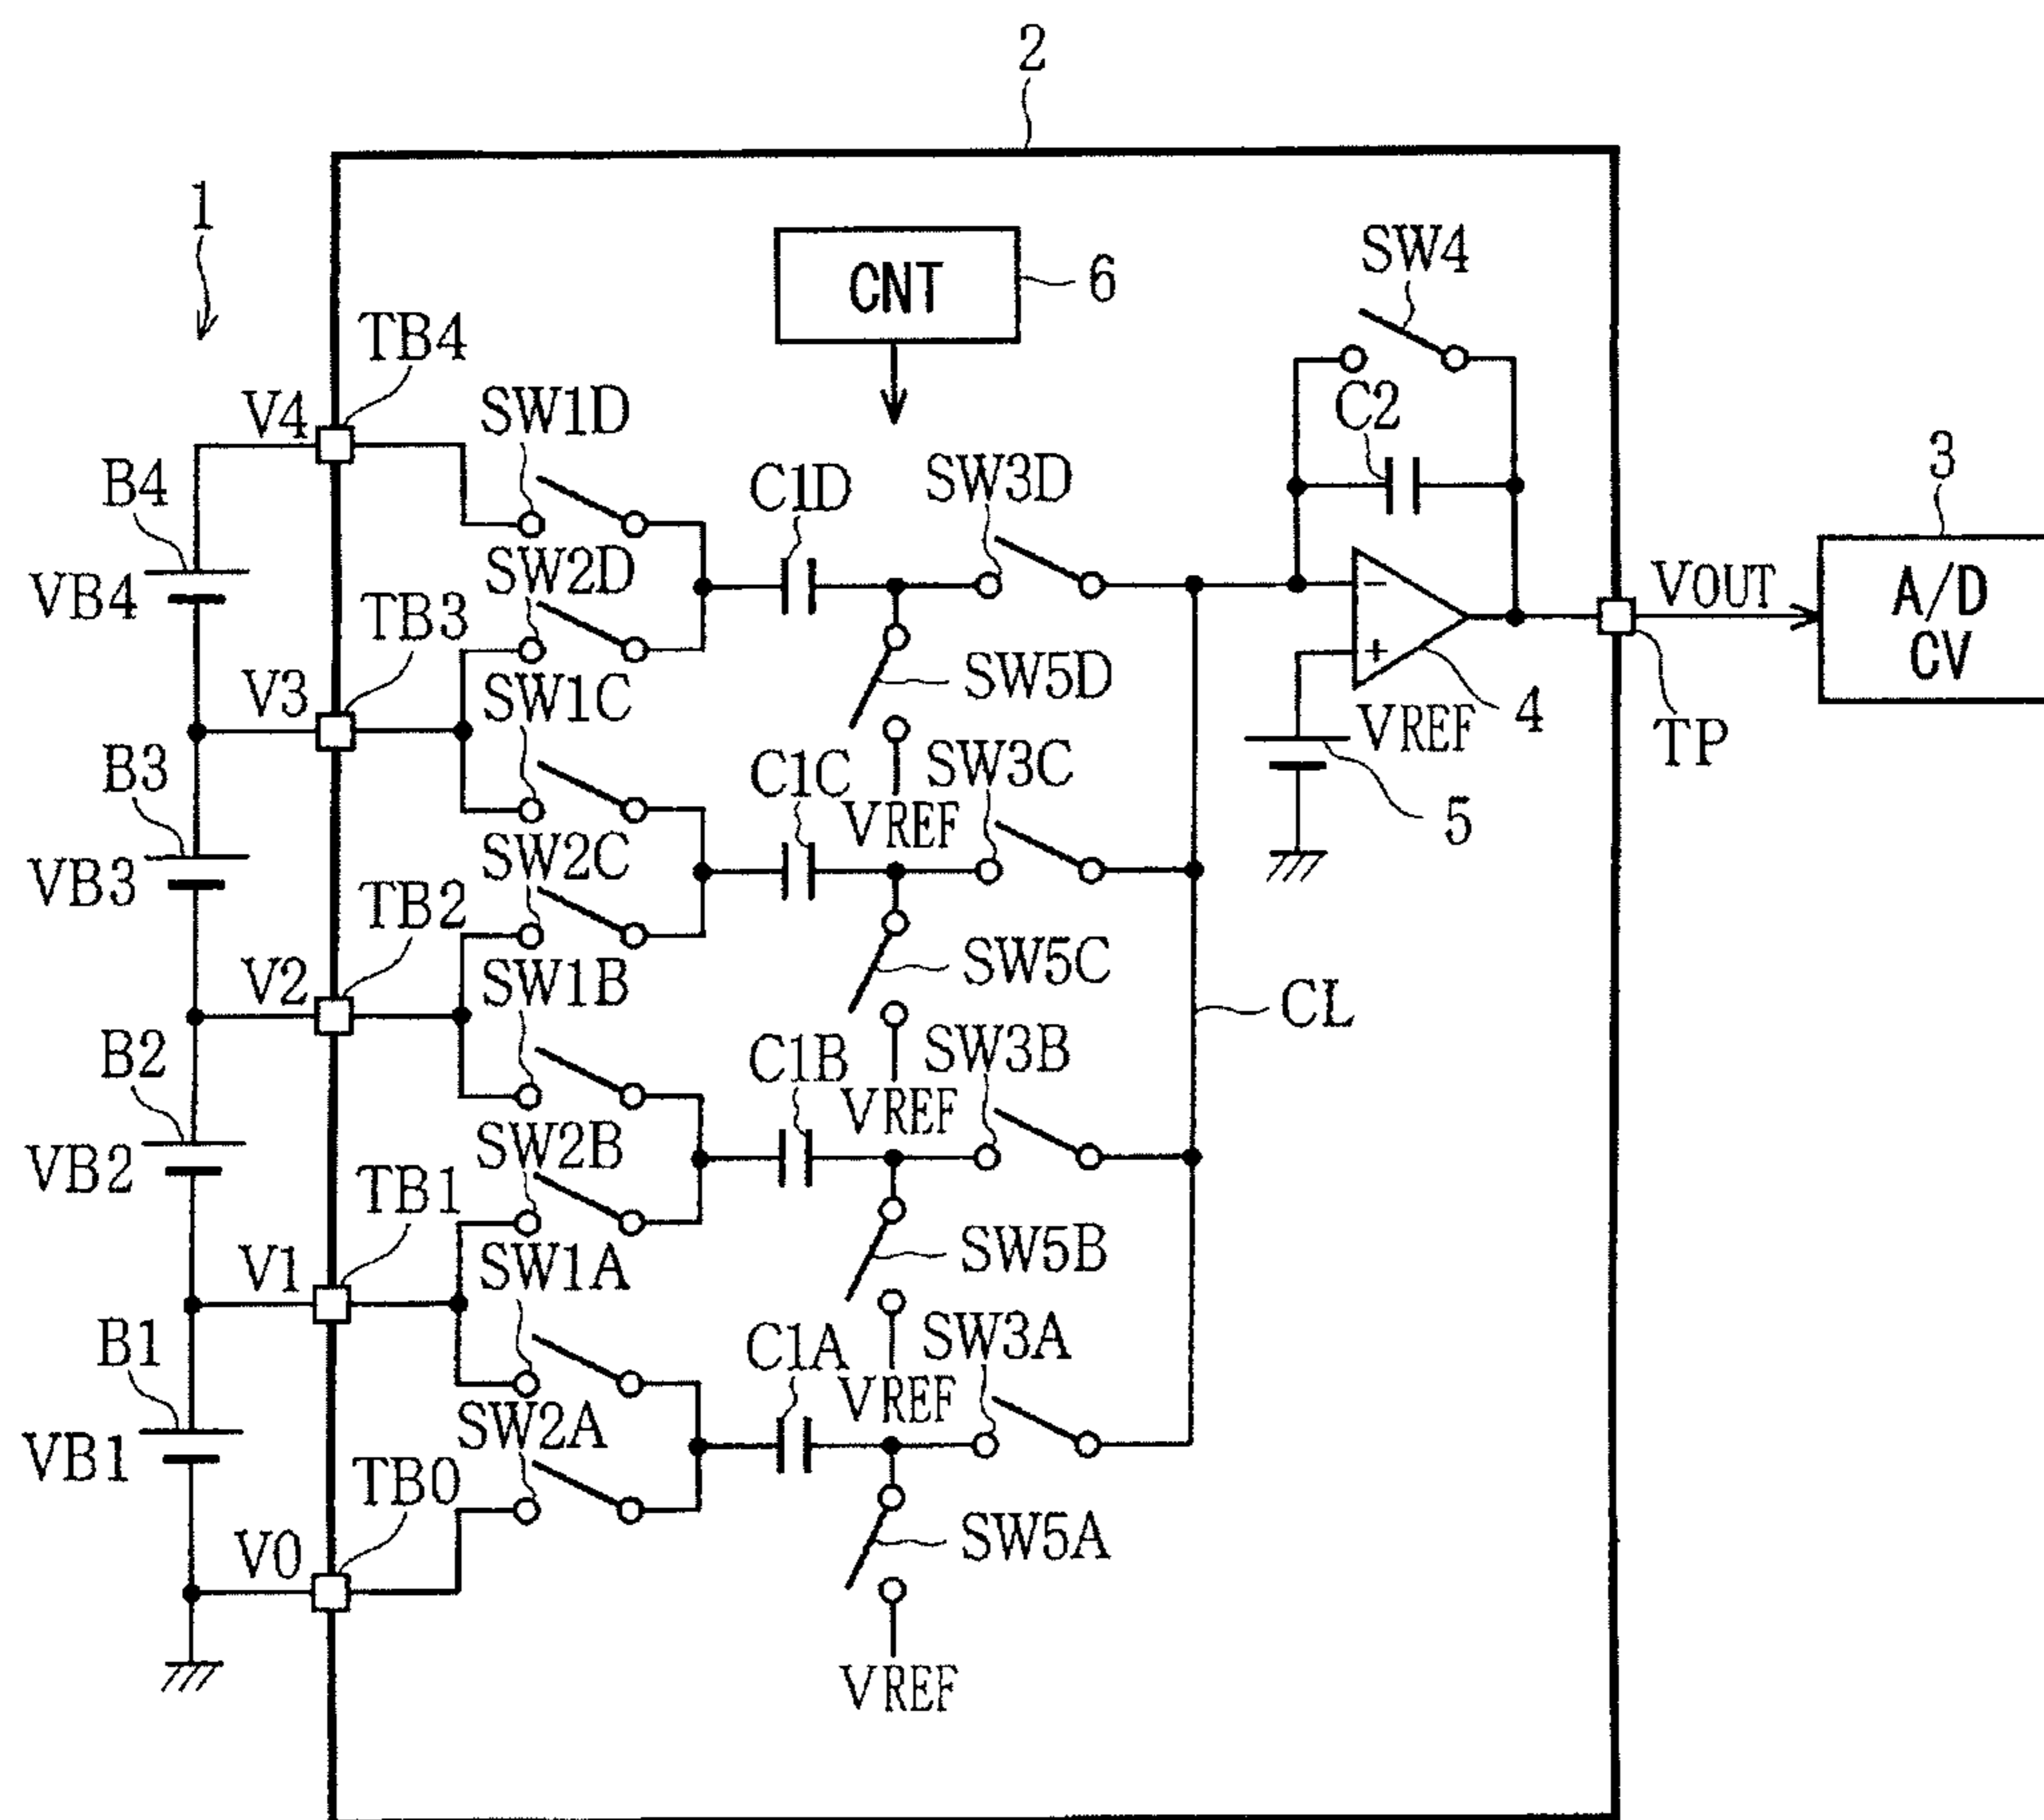 2
1
CNT
6
SW4
TB4
V4
SW1D
C2
B4
C1D
SW3D
3
SW2D
VB4
TB3
VOUT
A/D
CV
V3
SW1C
SW5D
VREF
4
TP
B3
C1C
SW3C
5
VREF
SW2C
VB3
TB2
V2
SW1B
SW5C
CL
B2
C1B
SW3B
VREF
SW2B
VB2
TB1
V1
SW1A
SW5B
B1
C1A
SW3A
VREF
SW2A
VB1
TB0
V0
SW5A
VREF